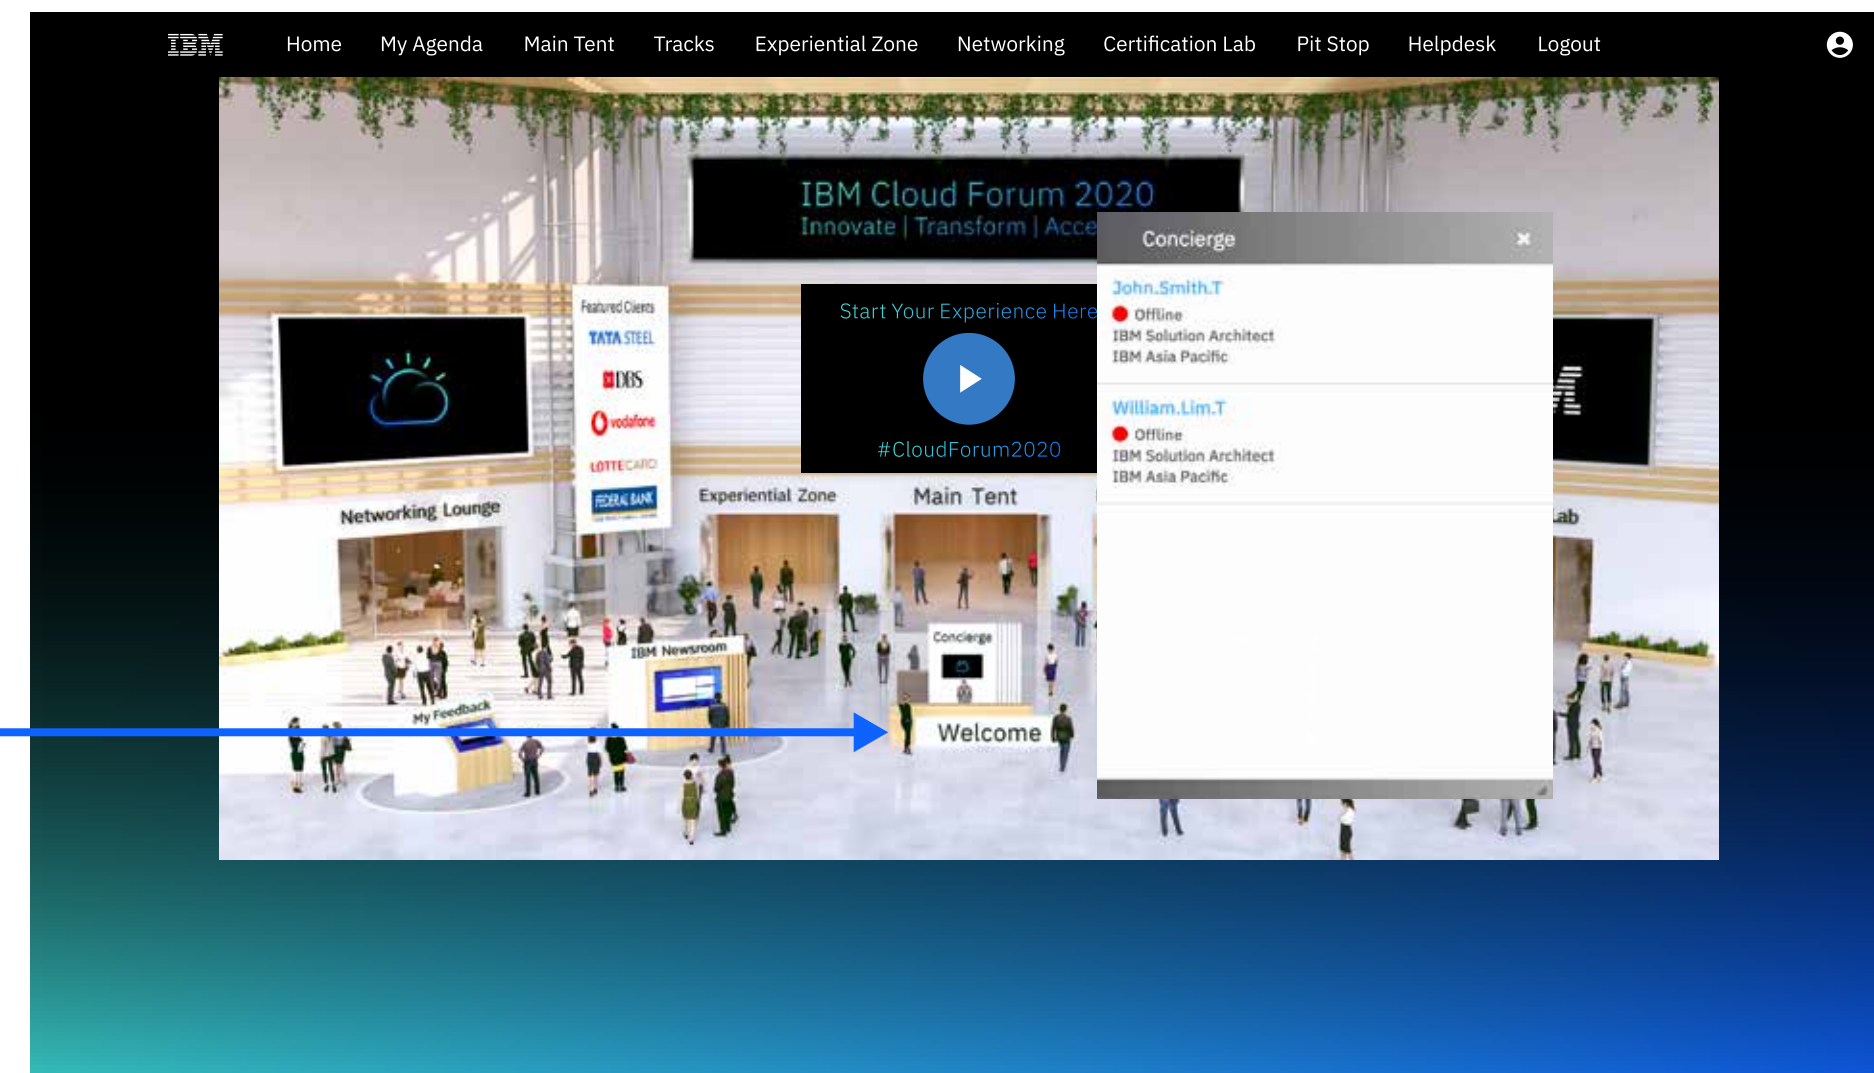 IBM
Home
My Agenda
Main Tent
Tracks
Experiential Zone
Networking
Certification Lab
Pit Stop
Helpdesk
Logout
IBM Cloud Forum 2020
Innovate | Transform | Acce
Concierge
John.Smith.T
Offline
IBM Solution Architect
IBM Asia Pacific
William.Lim.T
Offline
IBM Solution Architect
IBM Asia Pacific
Featured Clients
TATA STEEL
DBS
vodafone
LOTTECARD
FEDERAL BANK
Start Your Experience Here
#CloudForum2020
Networking Lounge
Experiential Zone
Main Tent
Lab
Concierge
IBM Newsroom
My Feedback
Welcome